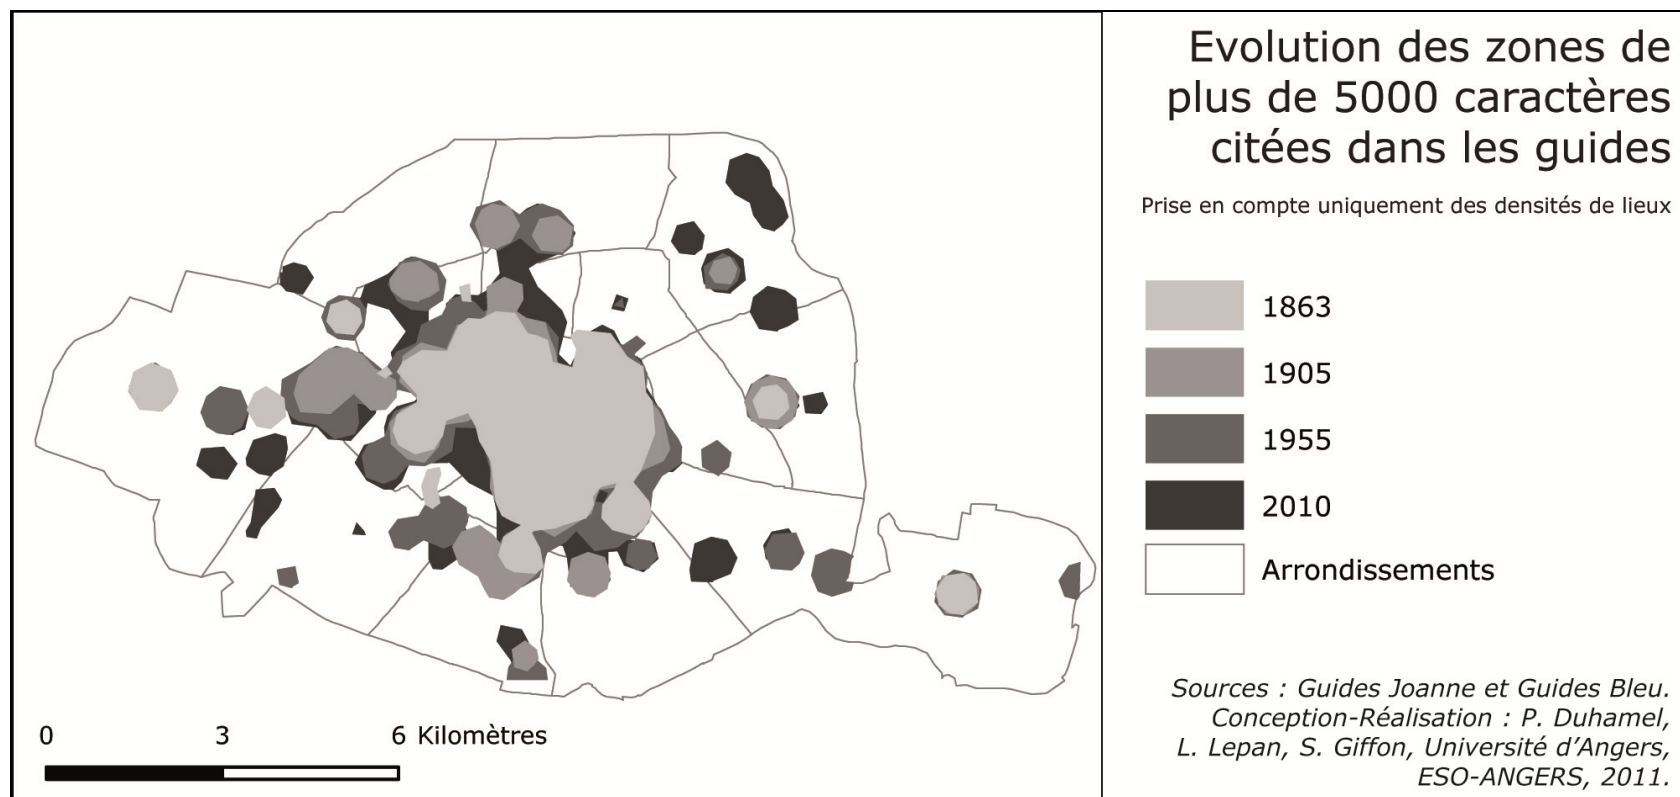 Evolution des zones de
plus de 5000 caractères
citées dans les guides
Prise en compte uniquement des densités de lieux
1863
1905
1955
2010
Arrondissements
0 3 6 Kilomètres
Sources : Guides Joanne et Guides Bleu.
Conception-Réalisation : P. Duhamel,
L. Lepan, S. Giffon, Université d'Angers,
ESO-ANGERS, 2011.